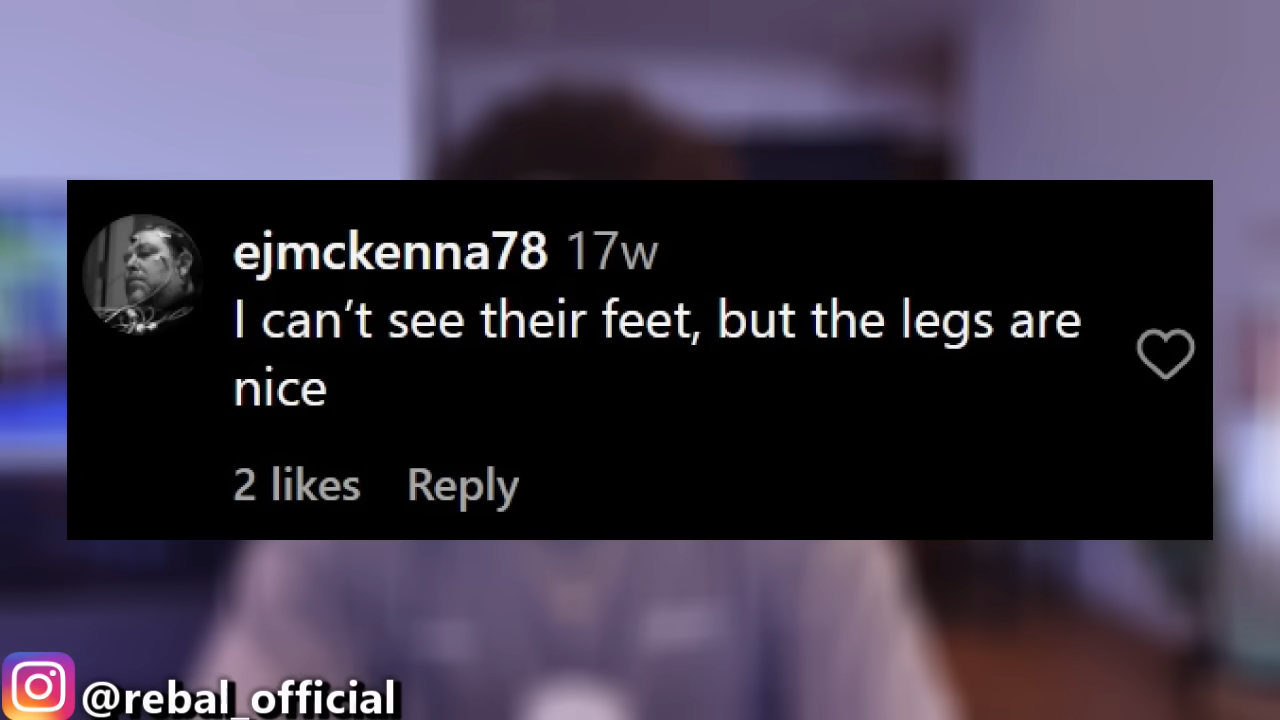 ejmckenna78 17w
I can’t see their feet, but the legs are
nice
2 likes Reply
@rebal_official